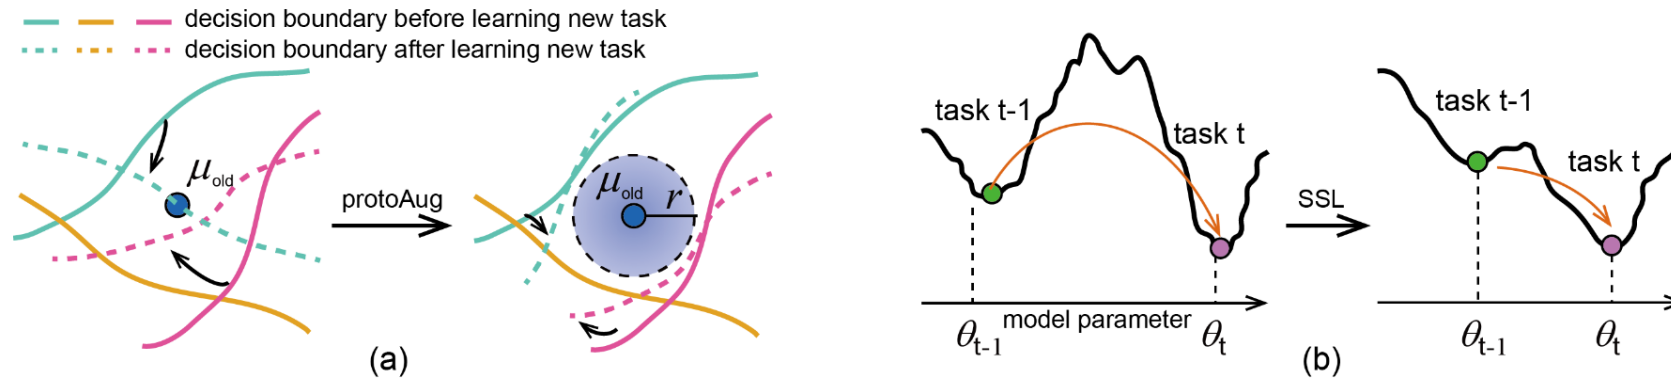 decision boundary before learning new task
decision boundary after learning new task
μold
protoAug
μold
r
(a)
task t-1
task t
θt-1
model parameter
θt
SSL
task t-1
task t
θt-1
θt
(b)